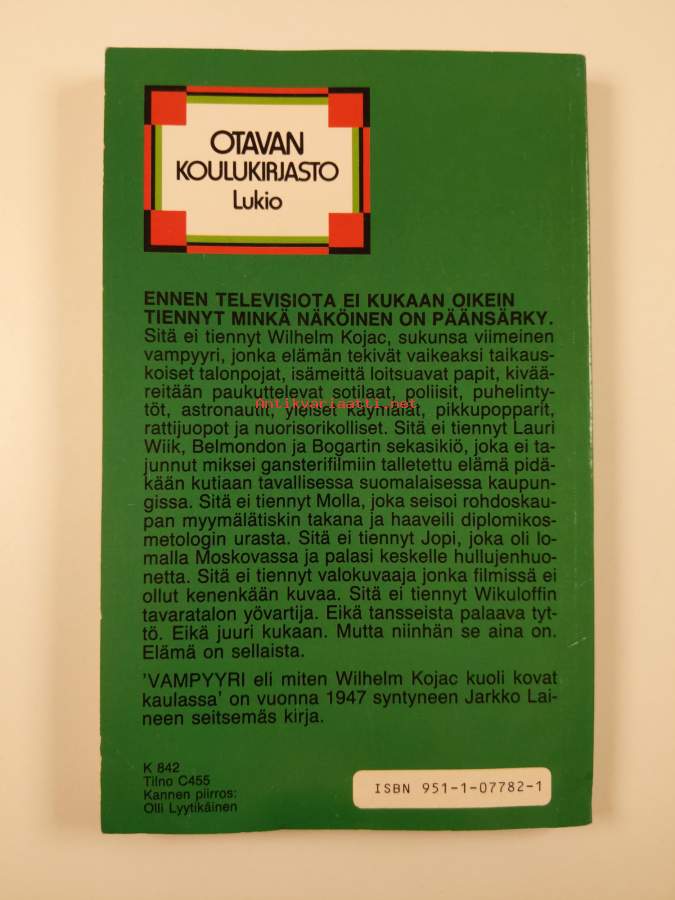 OTAVAN
KOULUKIRJASTO
Lukio
ENNEN TELEVISIOTA EI KUKAAN OIKEIN
TIENNYT MINKÄ NÄKÖINEN ON PÄÄNSÄRKY.
Sitä ei tiennyt Wilhelm Kojac, sukunsa viimeinen
vampyyri, jonka elämän tekivät vaikeaksi taikaus-
koiset talonpojat, isämeittä loitsuavat papit, kivää-
reitään paukuttelevat sotilaat, poliisit, puhelinty-
töt, astronautit, yleiset käymälät, pikkupopparit,
Antikvariaatti.net
rattijuopot ja nuorisorikolliset. Sitä ei tiennyt Lauri
Wiik, Belmondon ja Bogartin sekasikiö, joka ei ta-
junnut miksei gansterifilmiin talletettu elämä pidä-
kään kutiaan tavallisessa suomalaisessa kaupun-
gissa. Sitä ei tiennyt Molla, joka seisoi rohdoskau-
pan myymälätiskin takana ja haaveili diplomikos-
metologin urasta. Sitä ei tiennyt Jopi, joka oli lo-
malla Moskovassa ja palasi keskelle hullujenhuo-
netta. Sitä ei tiennyt valokuvaaja jonka filmissä ei
ollut kenenkään kuvaa. Sitä ei tiennyt Wikuloffin
tavaratalon yövartija. Eikä tansseista palaava tyt-
tö. Eikä juuri kukaan. Mutta niinhän se aina on.
Elämä on sellaista.
'VAMPYYRI eli miten Wilhelm Kojac kuoli kovat
kaulassa' on vuonna 1947 syntyneen Jarkko Lai-
neen seitsemäs kirja.
K 842
Tilno C455
Kannen piirros:
Olli Lyytikäinen
ISBN 951-1-07782-1